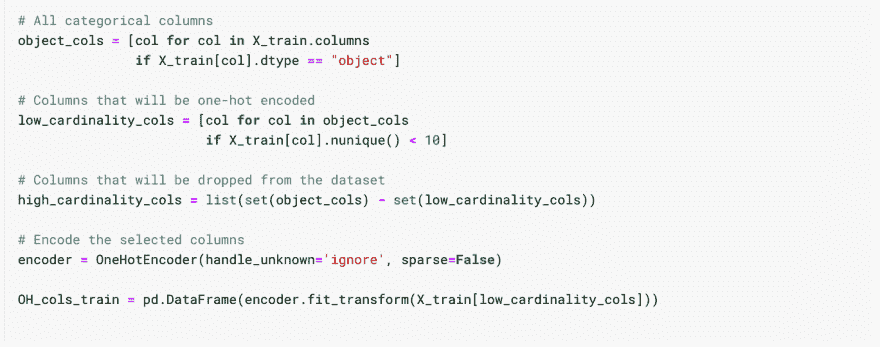 # All categorical columns
object_cols = [col for col in X_train.columns
if X_train[col].dtype == "object"]
# Columns that will be one-hot encoded
low_cardinality_cols = [col for col in object_cols
if X_train[col].nunique() < 10]
# Columns that will be dropped from the dataset
high_cardinality_cols = list(set(object_cols) - set(low_cardinality_cols))
# Encode the selected columns
encoder = OneHotEncoder(handle_unknown='ignore', sparse=False)
OH_cols_train = pd.DataFrame(encoder.fit_transform(X_train[low_cardinality_cols]))